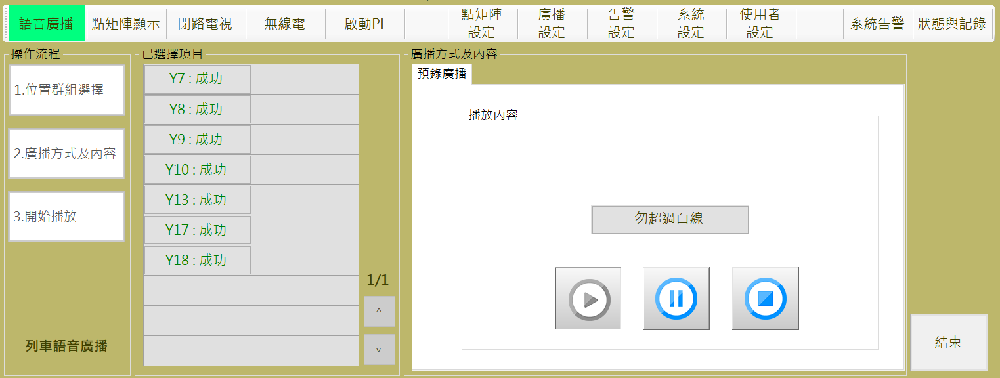 語音廣播
點矩陣顯示
閉路電視
無線電
啟動PI
點矩陣
設定
廣播
設定
告警
設定
系統
設定
使用者
設定
系統告警
狀態與記錄
操作流程
1.位置群組選擇
2.廣播方式及內容
3.開始播放
列車語音廣播
已選擇項目
Y7 : 成功
Y8 : 成功
Y9 : 成功
Y10 : 成功
Y13 : 成功
Y17 : 成功
Y18 : 成功
1/1
^
v
廣播方式及內容
預錄廣播
播放內容
勿超過白線
結束